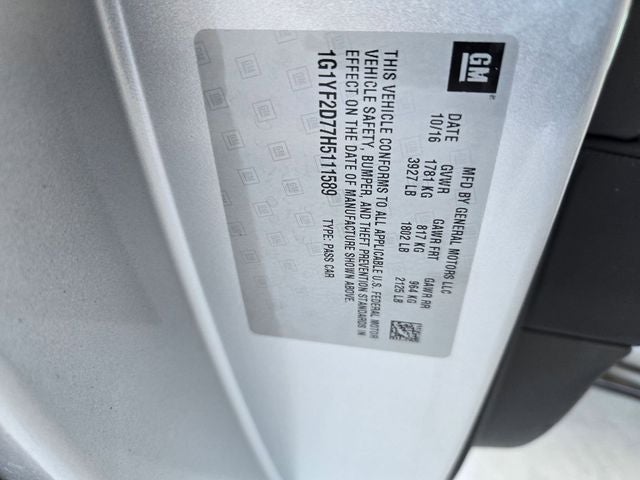 GM
MFD BY GENERAL MOTORS LLC
DATE GVWR GAWR FRT GAWR RR
10/16 1781 KG 817 KG 964 KG
3927 LB 1802 LB 2125 LB
THIS VEHICLE CONFORMS TO ALL APPLICABLE U.S. FEDERAL MOTOR
VEHICLE SAFETY, BUMPER, AND THEFT PREVENTION STANDARDS IN
EFFECT ON THE DATE OF MANUFACTURE SHOWN ABOVE.
1G1YF2D77H5111589 TYPE: PASS CAR